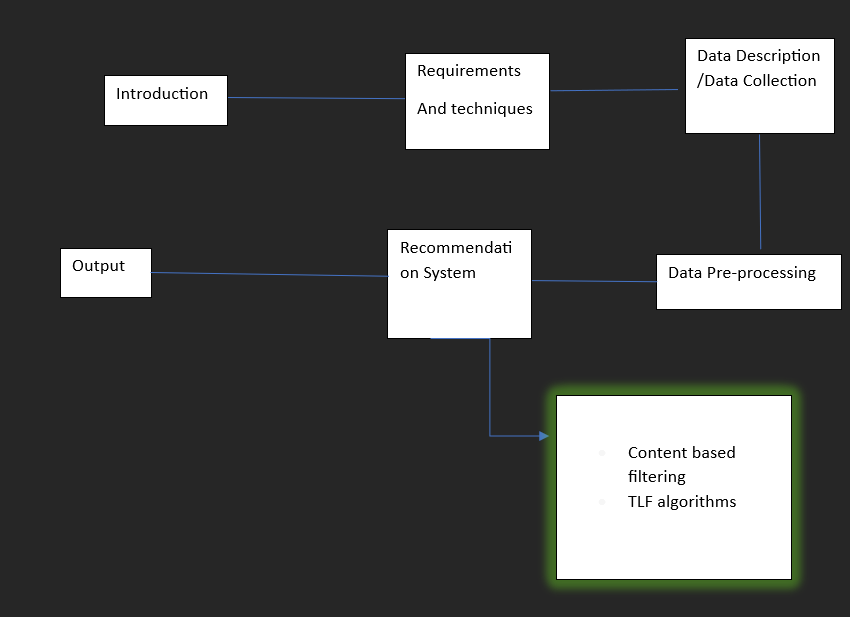 Introduction
Requirements
And techniques
Data Description
/Data Collection
Output
Recommendati
on System
Data Pre-processing
Content based
filtering
TLF algorithms